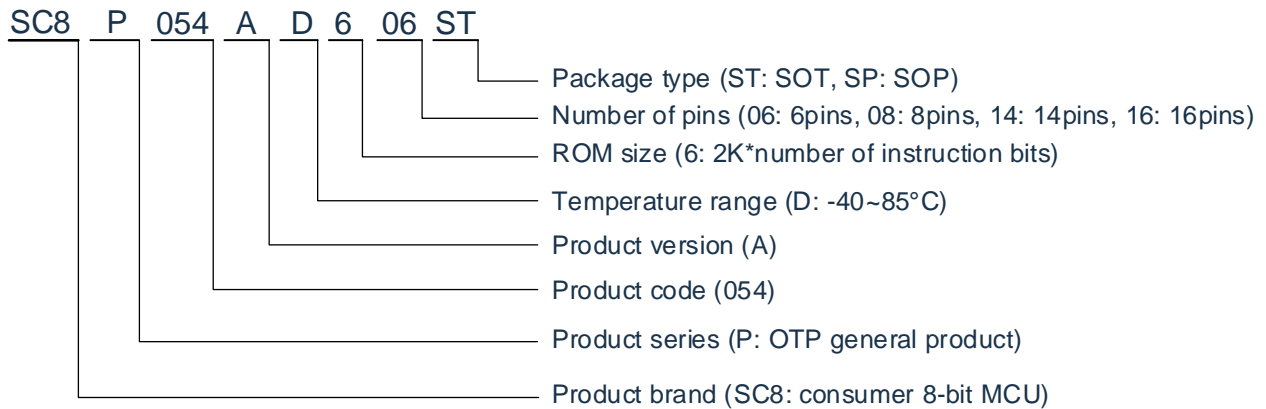 SC8 P 054 A D 6 06 ST
Package type (ST: SOT, SP: SOP)
Number of pins (06: 6pins, 08: 8pins, 14: 14pins, 16: 16pins)
ROM size (6: 2K*number of instruction bits)
Temperature range (D: -40~85°C)
Product version (A)
Product code (054)
Product series (P: OTP general product)
Product brand (SC8: consumer 8-bit MCU)